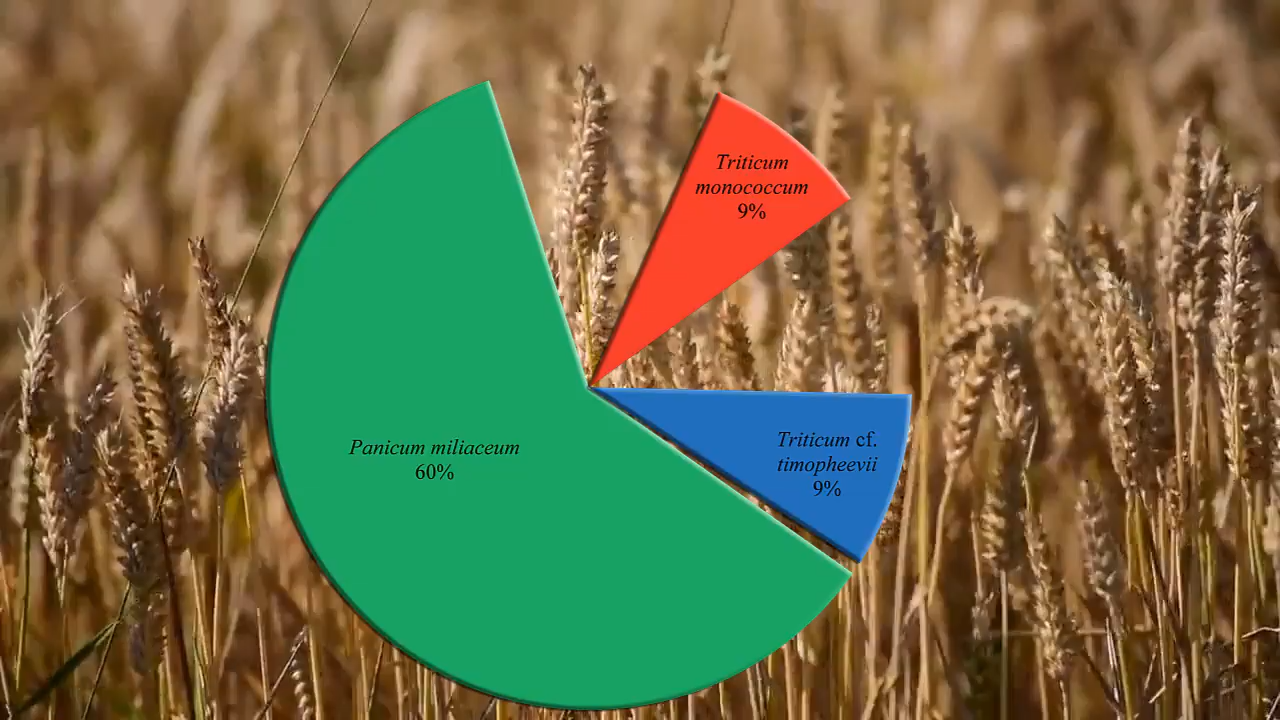 Triticum
monococcum
9%
Triticum cf.
timopheevii
9%
Panicum miliaceum
60%